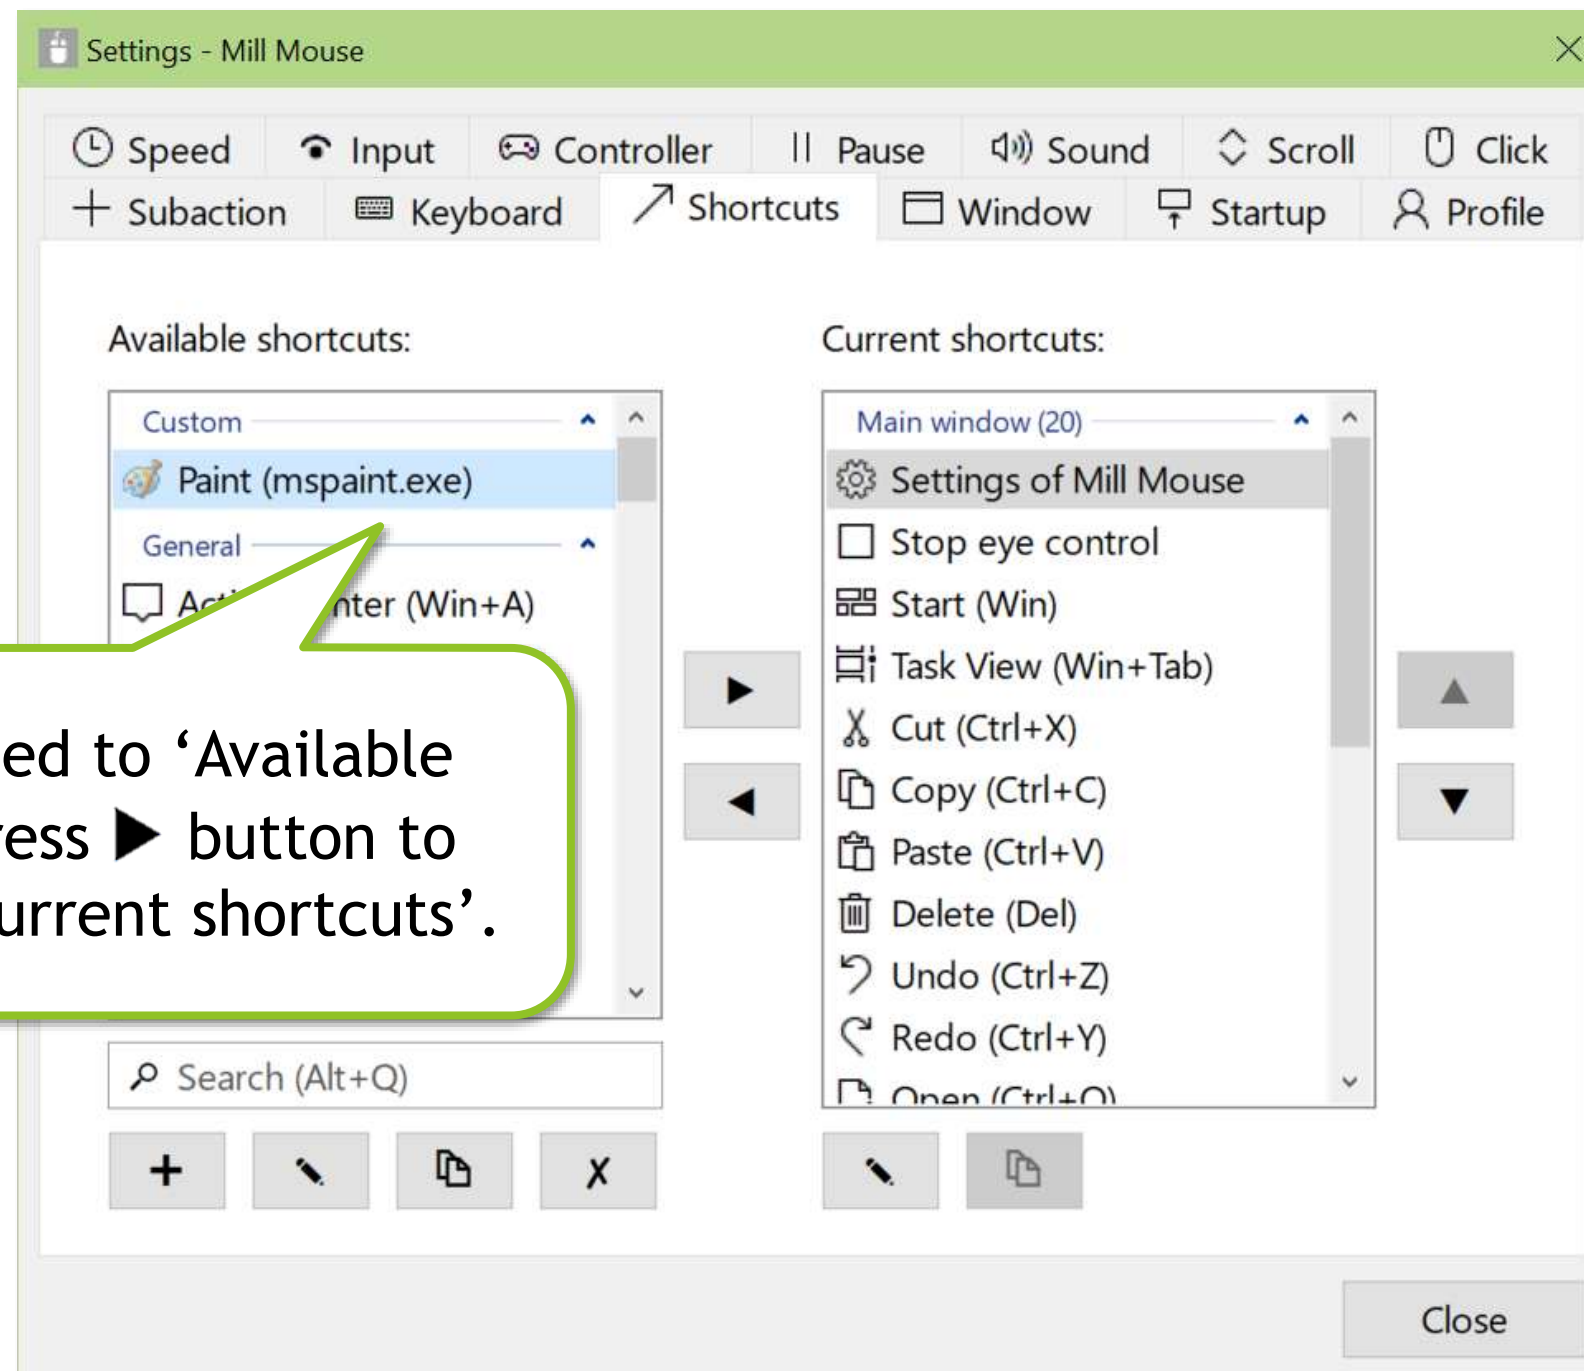 Settings - Mill Mouse
Speed Input Controller Pause Sound Scroll Click
Subaction Keyboard Shortcuts Window Startup Profile
Available shortcuts:
Custom
Paint (mspaint.exe)
General
(Win+A)
ed to ‘Available
button to
shortcuts’.
Search (Alt+Q)
Current shortcuts:
Main window (20)
Settings of Mill Mouse
Stop eye control
Start (Win)
Task View (Win+Tab)
Cut (Ctrl+X)
Copy (Ctrl+C)
Paste (Ctrl+V)
Delete (Del)
Undo (Ctrl+Z)
Redo (Ctrl+Y)
Open (Ctrl+O)
Close